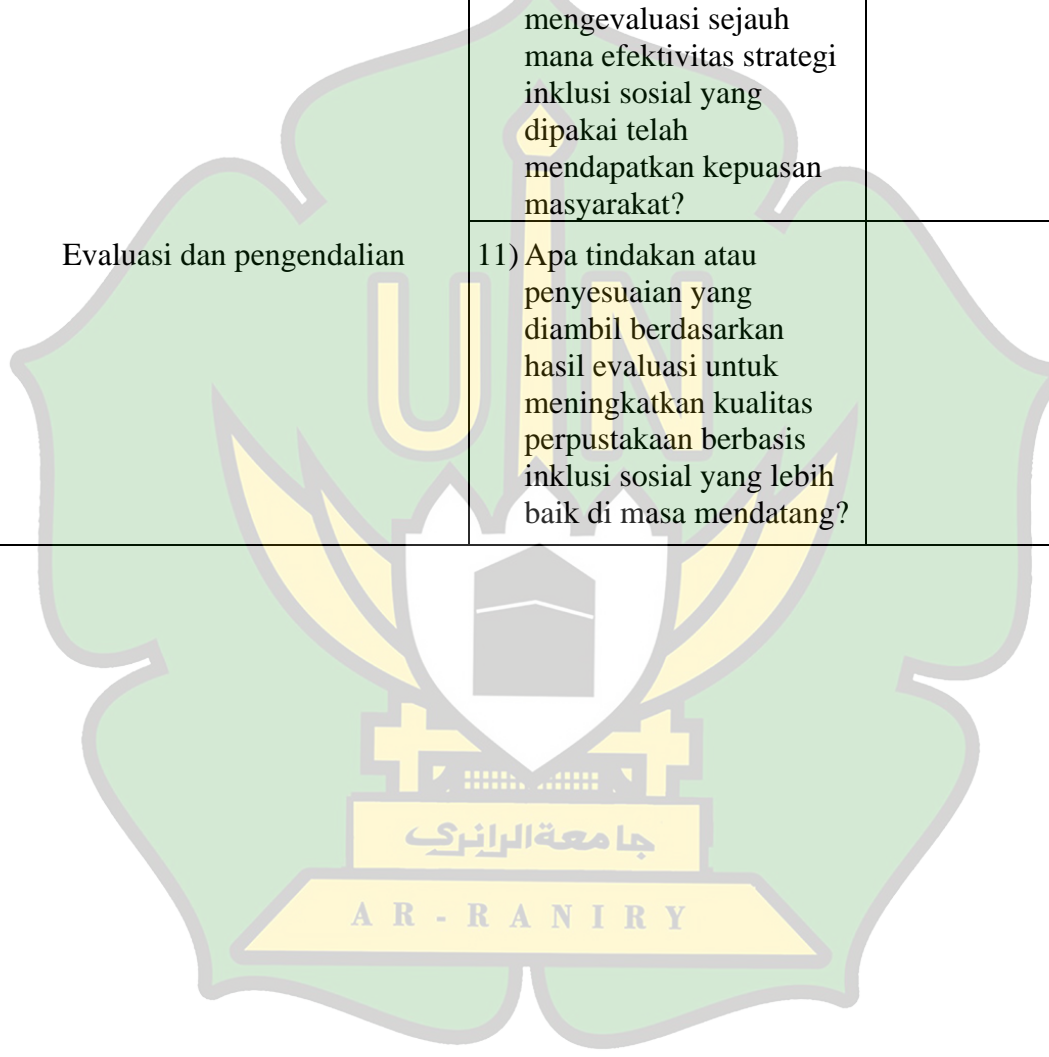 mengevaluasi sejauh
mana efektivitas strategi
inklusi sosial yang
dipakai telah
mendapatkan kepuasan
masyarakat?
Evaluasi dan pengendalian
11) Apa tindakan atau
penyesuaian yang
diambil berdasarkan
hasil evaluasi untuk
meningkatkan kualitas
perpustakaan berbasis
inklusi sosial yang lebih
baik di masa mendatang?
UIN
جامعةالرانري
AR-RANIRY